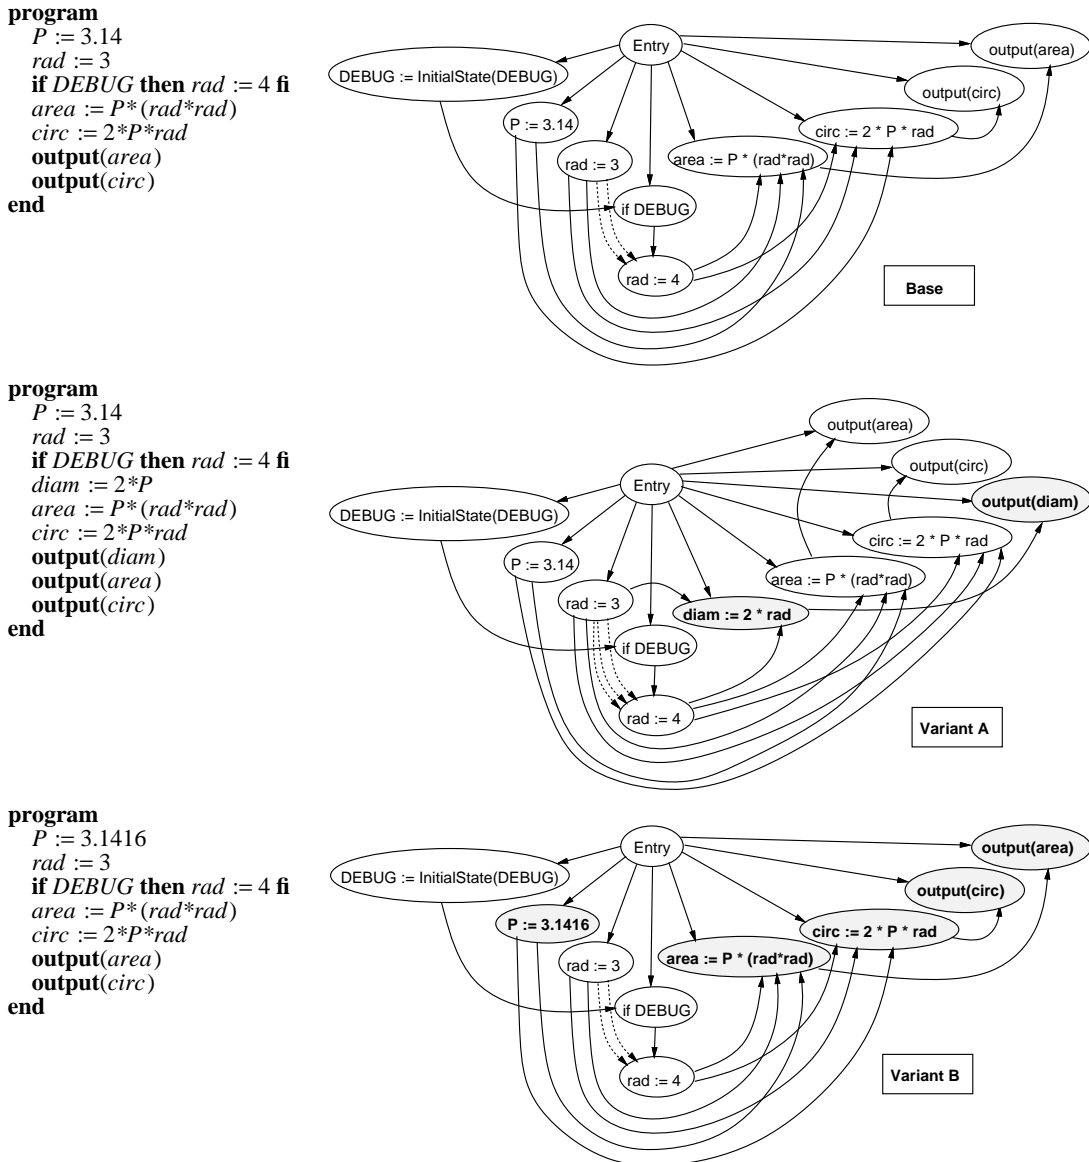 program
P := 3.14
rad := 3
if DEBUG then rad := 4 fi
area := P* (rad*rad)
circ := 2*P*rad
output(area)
output(circ)
end
Entry
output(area)
DEBUG := InitialState(DEBUG)
output(circ)
P := 3.14
circ := 2 * P * rad
rad := 3
area := P * (rad*rad)
if DEBUG
rad := 4
Base
program
P := 3.14
rad := 3
if DEBUG then rad := 4 fi
diam := 2*P
area := P* (rad*rad)
circ := 2*P*rad
output(diam)
output(area)
output(circ)
end
output(area)
output(circ)
Entry
output(diam)
DEBUG := InitialState(DEBUG)
circ := 2 * P * rad
P := 3.14
area := P * (rad*rad)
rad := 3
diam := 2 * rad
if DEBUG
rad := 4
Variant A
program
P := 3.1416
rad := 3
if DEBUG then rad := 4 fi
area := P* (rad*rad)
circ := 2*P*rad
output(area)
output(circ)
end
Entry
output(area)
DEBUG := InitialState(DEBUG)
output(circ)
P := 3.1416
circ := 2 * P * rad
area := P * (rad*rad)
rad := 3
if DEBUG
rad := 4
Variant B